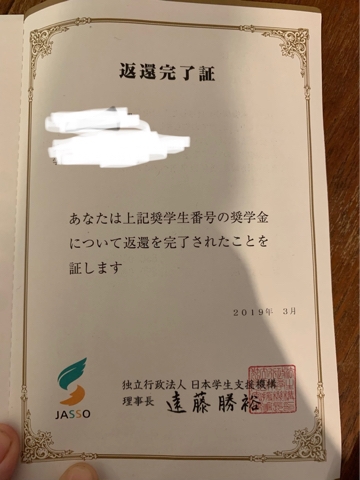 返還完了証
あなたは上記奨学生番号の奨学金
について返還を完了されたことを
証します
2019年 3月
独立行政法人 日本学生支援機構
理事長 遠藤勝裕
JASSO